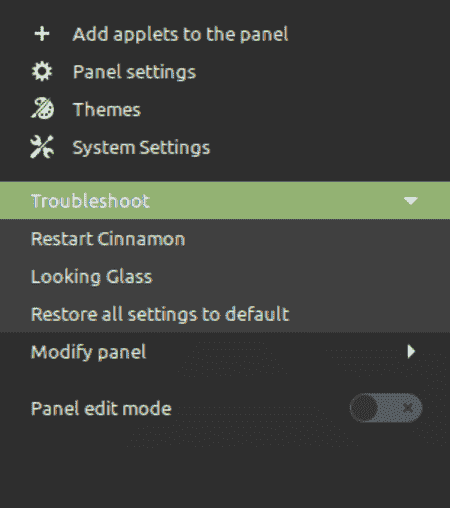 Add applets to the panel
Panel settings
Themes
System Settings
Troubleshoot
Restart Cinnamon
Looking Glass
Restore all settings to default
Modify panel
Panel edit mode